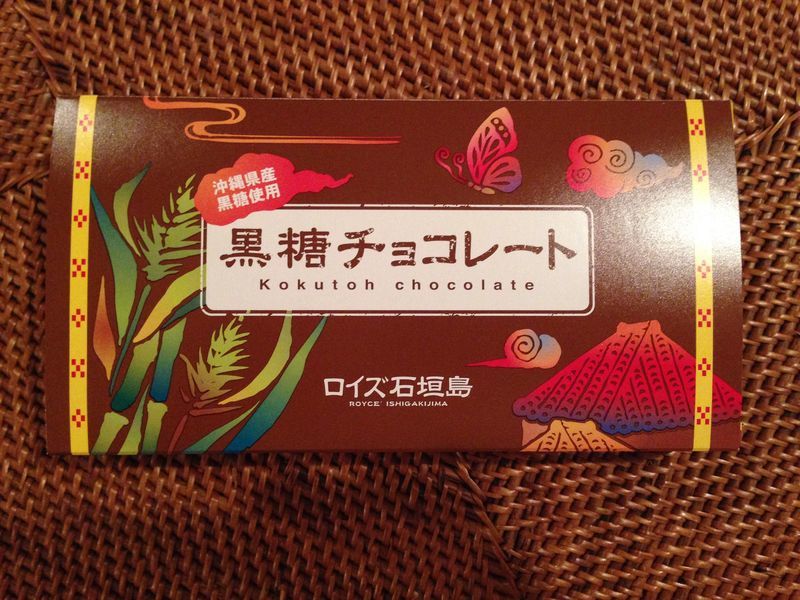 沖縄県産
黒糖使用
黒糖チョコレート
Kokutoh chocolate
ロイズ石垣島
ROYCE' ISHIGAKIJIMA